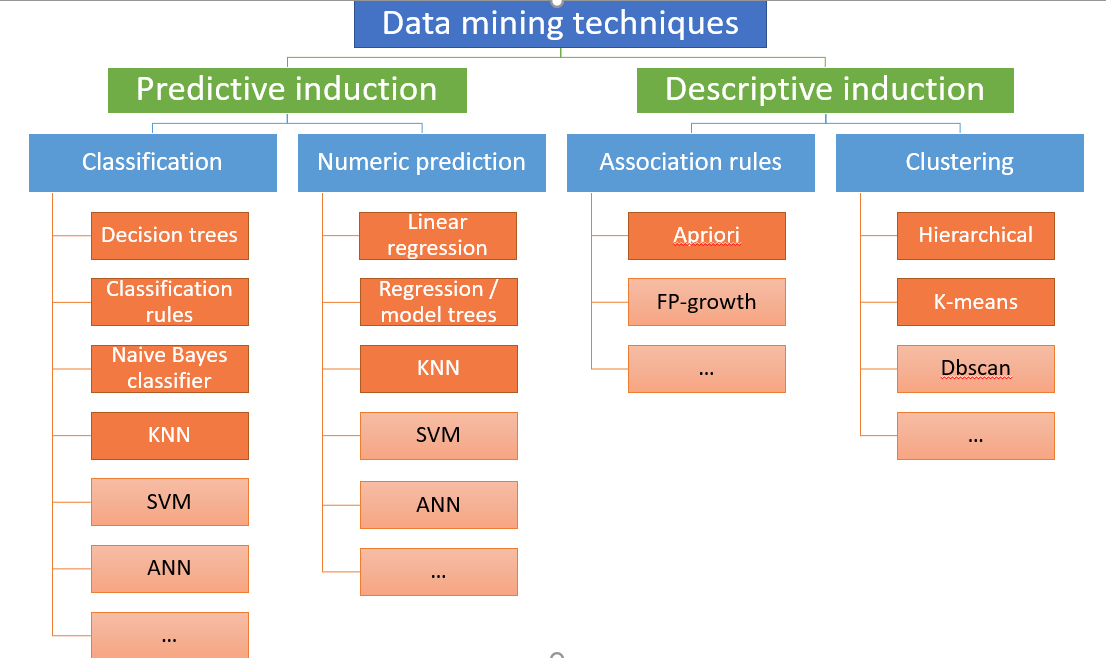 Data mining techniques
Predictive induction
Descriptive induction
Classification
Numeric prediction
Association rules
Clustering
Decision trees
Classification
rules
Naive Bayes
classifier
KNN
SVM
ANN
...
Linear
regression
Regression /
model trees
KNN
SVM
ANN
...
Apriori
FP-growth
...
Hierarchical
K-means
Dbscan
...